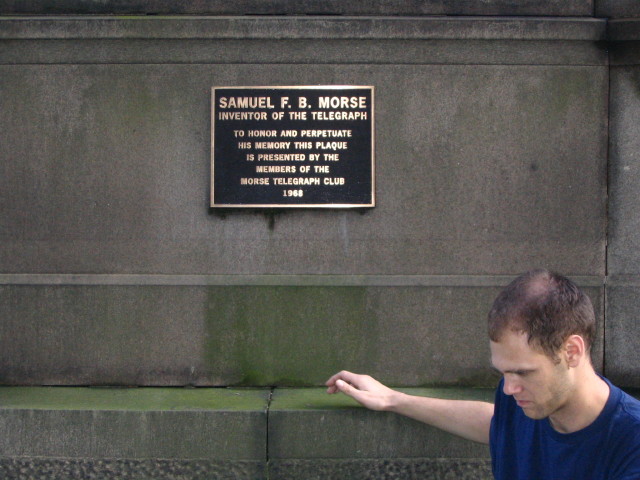 SAMUEL F. B. MORSE
INVENTOR OF THE TELEGRAPH
TO HONOR AND PERPETUATE
HIS MEMORY THIS PLAQUE
IS PRESENTED BY THE
MEMBERS OF THE
MORSE TELEGRAPH CLUB
1968